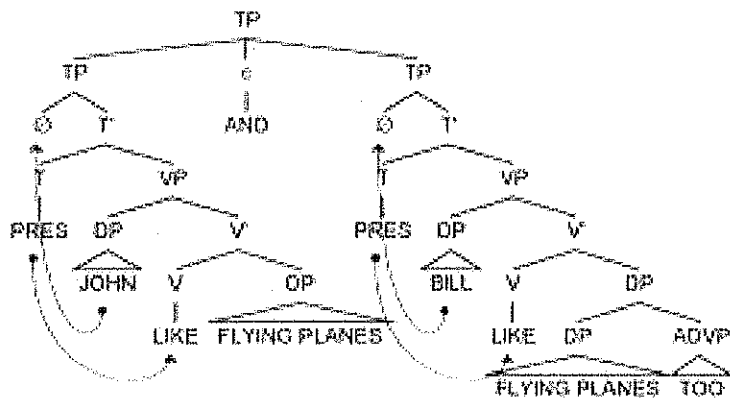 TP
TP C TP
Ø T' AND Ø T'
T VP T VP
PRES DP V' PRES DP V'
JOHN V DP BILL V DP
LIKE FLYING PLANES LIKE DP ADVP
FLYING PLANES TOO